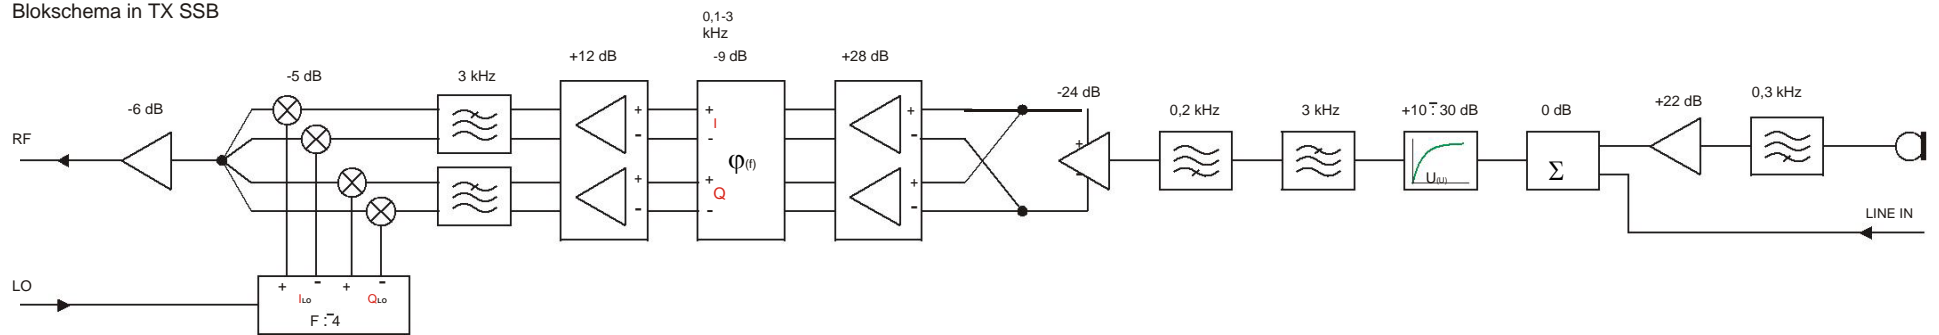 Blokschema in TX SSB
0,1-3
kHz
+12 dB
-9 dB
+28 dB
-5 dB
3 kHz
-24 dB
-6 dB
0,2 kHz
3 kHz
+10 ÷ 30 dB
0 dB
+22 dB
0,3 kHz
RF
+ + + +
I
- - - -
φ(f)
U(U)
Σ
+ + +
Q
- - -
LINE IN
LO
+ - + -
ILO QLO
F ÷ 4